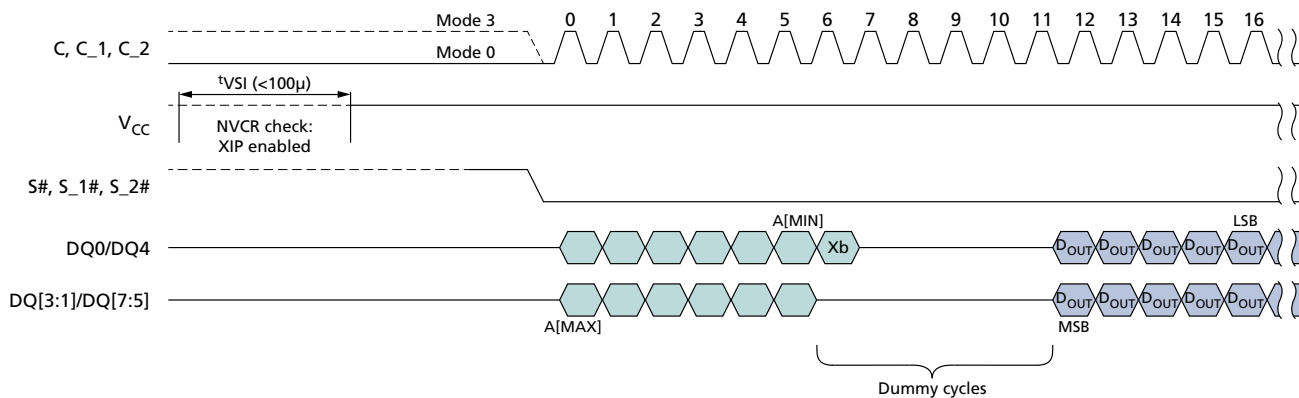 Mode 3
0 1 2 3 4 5 6 7 8 9 10 11 12 13 14 15 16
C, C_1, C_2
Mode 0
tVSI (<100µ)
VCC
NVCR check:
XIP enabled
S#, S_1#, S_2#
A[MIN]
LSB
DQ0/DQ4
Xb
DOUT DOUT DOUT DOUT DOUT
DQ[3:1]/DQ[7:5]
DOUT DOUT DOUT DOUT DOUT
A[MAX]
MSB
Dummy cycles